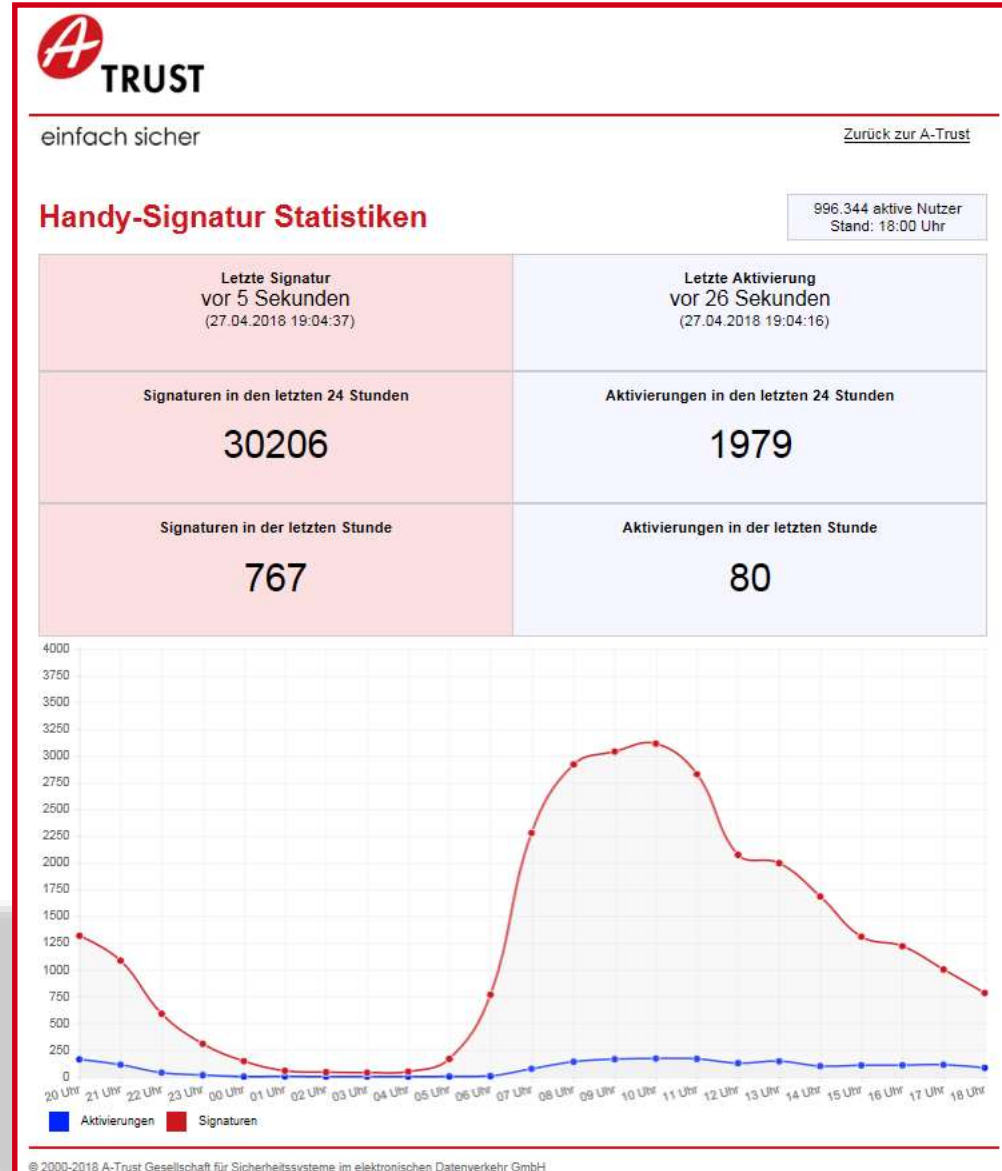 A
TRUST
einfach sicher
Zurück zur A-Trust
Handy-Signatur Statistiken
996.344 aktive Nutzer
Stand: 18:00 Uhr
Letzte Signatur
vor 5 Sekunden
(27.04.2018 19:04:37)
Letzte Aktivierung
vor 26 Sekunden
(27.04.2018 19:04:16)
Signaturen in den letzten 24 Stunden
30206
Aktivierungen in den letzten 24 Stunden
1979
Signaturen in der letzten Stunde
767
Aktivierungen in der letzten Stunde
80
4000
3750
3500
3250
3000
2750
2500
2250
2000
1750
1500
1250
1000
750
500
250
0
20 Uhr 21 Uhr 22 Uhr 23 Uhr 00 Uhr 01 Uhr 02 Uhr 03 Uhr 04 Uhr 05 Uhr 06 Uhr 07 Uhr 08 Uhr 09 Uhr 10 Uhr 11 Uhr 12 Uhr 13 Uhr 14 Uhr 15 Uhr 16 Uhr 17 Uhr 18 Uhr
Aktivierungen Signaturen
© 2000-2018 A-Trust Gesellschaft für Sicherheitssysteme im elektronischen Datenverkehr GmbH